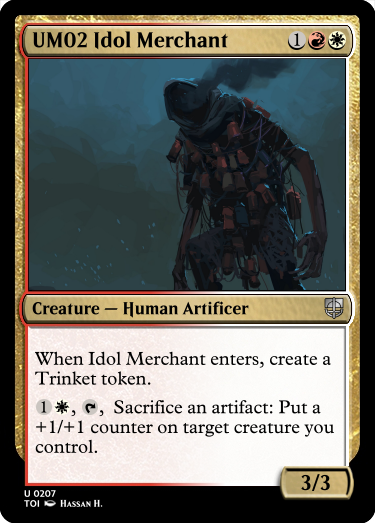 UM02 Idol Merchant 1
Creature — Human Artificer
When Idol Merchant enters, create a
Trinket token.
1, Sacrifice an artifact: Put a
+1/+1 counter on target creature you
control.
3/3
U 0207
TOI Hassan H.